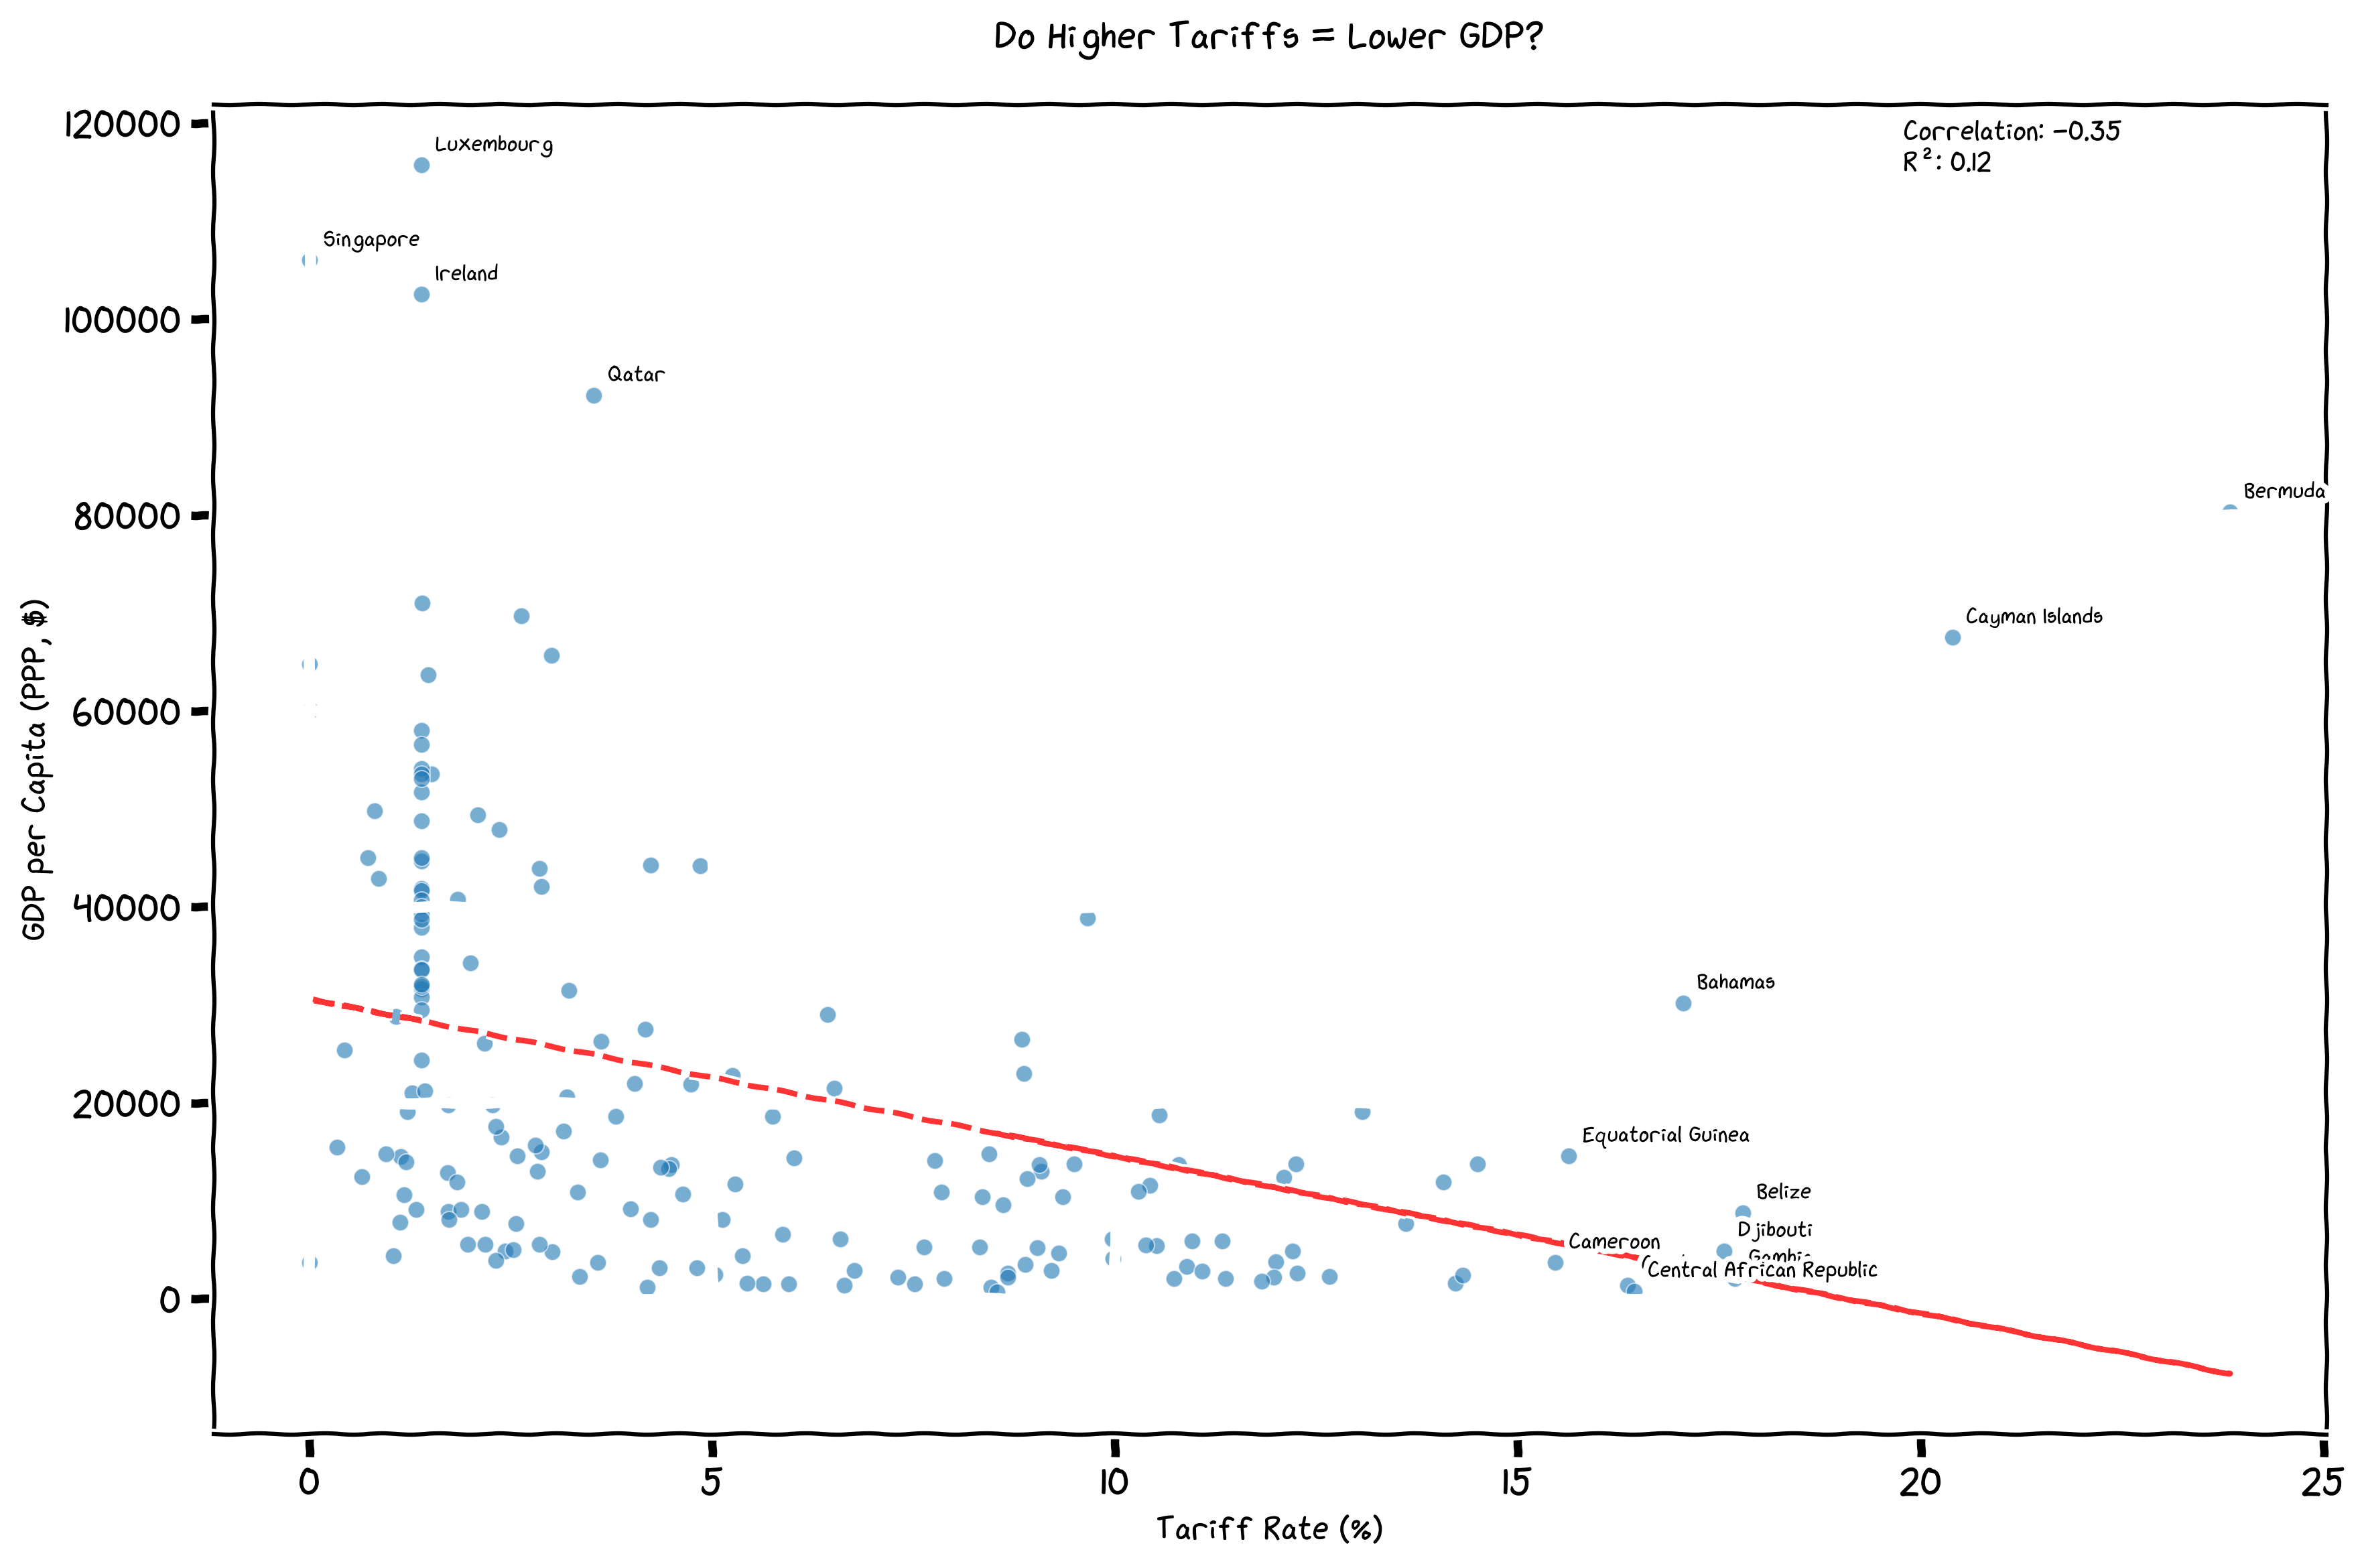 Do Higher Tariffs = Lower GDP?
120000
100000
80000
60000
40000
20000
0
GDP per Capita (PPP, $)
Correlation: -0.35
R²: 0.12
Luxembourg
Singapore
Ireland
Qatar
Bermuda
Cayman Islands
Bahamas
Equatorial Guinea
Belize
Djibouti
Cameroon
Gambia
Central African Republic
0 5 10 15 20 25
Tariff Rate (%)